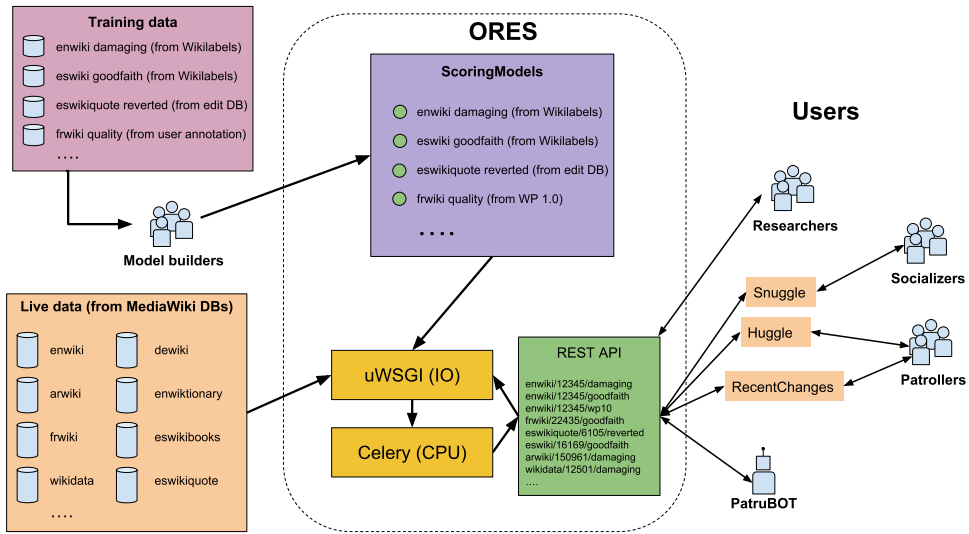 Training data
enwiki damaging (from Wikilabels)
eswiki goodfaith (from Wikilabels)
eswikiquote reverted (from edit DB)
frwiki quality (from user annotation)
....
Model builders
Live data (from MediaWiki DBs)
enwiki
dewiki
arwiki
enwiktionary
frwiki
eswikibooks
wikidata
eswikiquote
....
ORES
ScoringModels
enwiki damaging (from Wikilabels)
eswiki goodfaith (from Wikilabels)
eswikiquote reverted (from edit DB)
frwiki quality (from WP 1.0)
....
uWSGI (IO)
Celery (CPU)
REST API
enwiki/12345/damaging
enwiki/12345/goodfaith
enwiki/12345/wp10
frwiki/22435/goodfaith
eswikiquote/6105/reverted
eswiki/16169/goodfaith
arwiki/150961/damaging
wikidata/12501/damaging
....
Users
Researchers
Socializers
Snuggle
Huggle
Patrollers
RecentChanges
PatruBOT